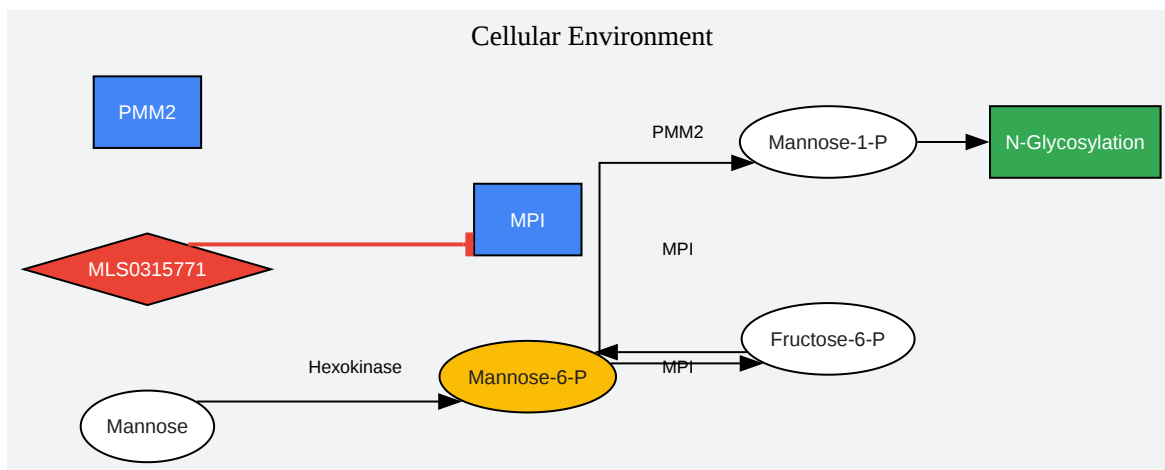 Cellular Environment
PMM2
PMM2
Mannose-1-P
N-Glycosylation
MPI
MPI
MLS0315771
Fructose-6-P
Hexokinase
MPI
Mannose-6-P
Mannose